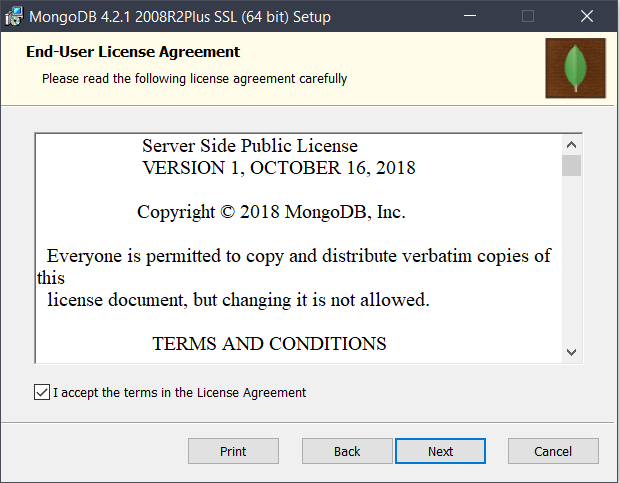 MongoDB 4.2.1 2008R2Plus SSL (64 bit) Setup
End-User License Agreement
Please read the following license agreement carefully
Server Side Public License
VERSION 1, OCTOBER 16, 2018
Copyright © 2018 MongoDB, Inc.
Everyone is permitted to copy and distribute verbatim copies of
this
license document, but changing it is not allowed.
TERMS AND CONDITIONS
I accept the terms in the License Agreement
Print
Back
Next
Cancel